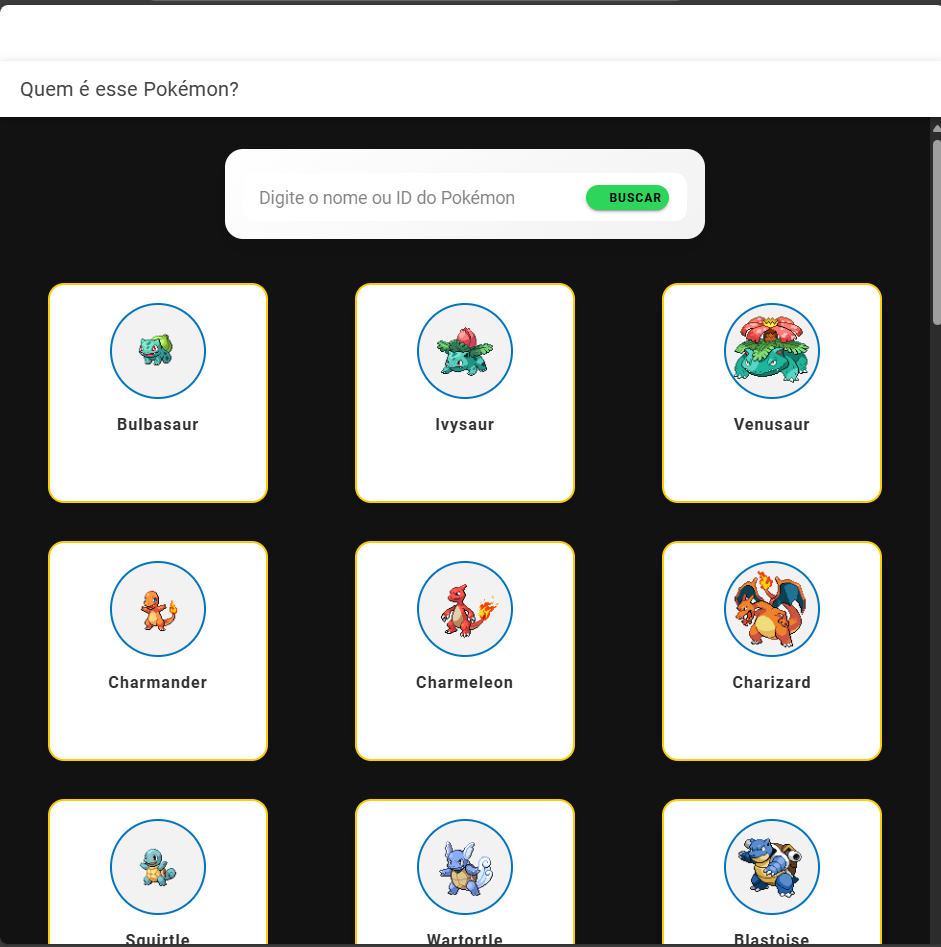 Quem é esse Pokémon?
Digite o nome ou ID do Pokémon
BUSCAR
Bulbasaur
Ivysaur
Venusaur
Charmander
Charmeleon
Charizard
Squirtle
Wartortle
Blastoise